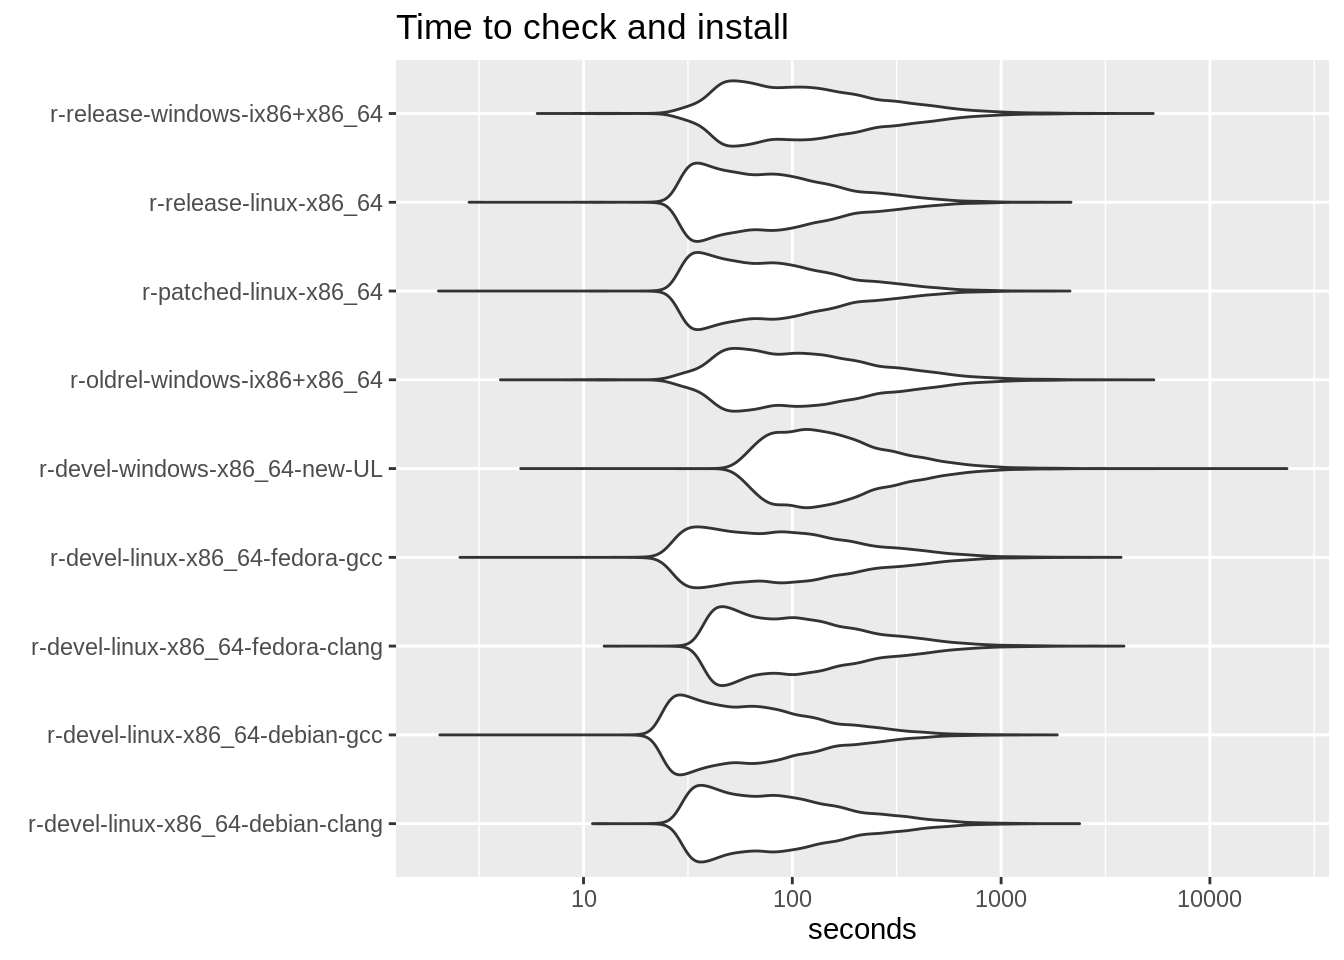 Time to check and install
r-release-windows-ix86+x86_64
r-release-linux-x86_64
r-patched-linux-x86_64
r-oldrel-windows-ix86+x86_64
r-devel-windows-x86_64-new-UL
r-devel-linux-x86_64-fedora-gcc
r-devel-linux-x86_64-fedora-clang
r-devel-linux-x86_64-debian-gcc
r-devel-linux-x86_64-debian-clang
10 100 1000 10000
seconds